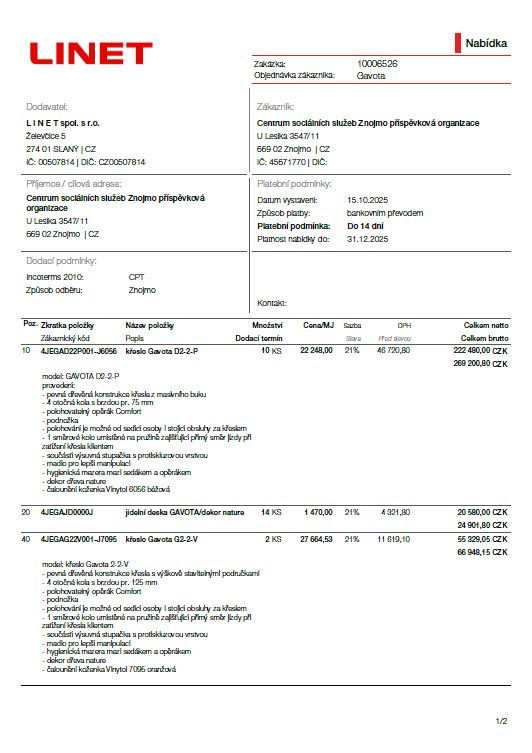 LINET
Nabídka
Zakázka: 10006526
Objednávka zákazníka: Gavota
Dodavatel:
L I N E T spol. s r.o.
Želevčice 5
274 01 SLANÝ | CZ
IČ: 00507814 | DIČ: CZ00507814
Zákazník:
Centrum sociálních služeb Znojmo příspěvková organizace
U Lesíka 3547/11
669 02 Znojmo | CZ
IČ: 45671770 | DIČ:
Příjemce / cílová adresa:
Centrum sociálních služeb Znojmo příspěvková
organizace
U Lesíka 3547/11
669 02 Znojmo | CZ
Platební podmínky:
Datum vystavení: 15.10.2025
Způsob platby: bankovním převodem
Platební podmínka: Do 14 dní
Platnost nabídky do: 31.12.2025
Dodací podmínky:
Incoterms 2010: CPT
Způsob odběru: Znojmo
Kontakt:
Poz. Zkratka položky Název položky Množství Cena/MJ Sazba DPH Celkem netto
Zákaznický kód Popis Dodací termín Sleva Před slevou Celkem brutto
10 4JEGAD22P001-J6056 křeslo Gavota D2-2-P 10 KS 22 248,00 21% 46 720,80 222 480,00 CZK
269 200,80 CZK
model: GAVOTA D2-2-P
provedení:
- pevná dřevěná konstrukce křesla z masivního buku
- 4 otočná kola s brzdou pr. 75 mm
- polohovatelný opěrák Comfort
- podnožka
- polohování je možné od sedící osoby i stojící obsluhy za křeslem
- 1 směrové kolo umístěné na pružině zajišťující přímý směr jízdy při
zatížení křesla klientem
- součástí výsuvná stupačka s protiskluzovou vrstvou
- madlo pro lepší manipulaci
- hygienická mezera mezi sedákem a opěrákem
- dekor dřeva nature
- čalounění koženka Vinytol 6056 béžová
20 4JEGAJD0000J jídelní deska GAVOTA/dekor nature 14 KS 1 470,00 21% 4 321,80 20 580,00 CZK
24 901,80 CZK
40 4JEGAG22V001-J7095 křeslo Gavota G2-2-V 2 KS 27 664,53 21% 11 619,10 55 329,05 CZK
66 948,15 CZK
model: křeslo Gavota 2-2-V
- pevná dřevěná konstrukce křesla s výškově stavitelnými područkami
- 4 otočná kola s brzdou pr. 125 mm
- polohovatelný opěrák Comfort
- podnožka
- polohování je možné od sedící osoby i stojící obsluhy za křeslem
- 1 směrové kolo umístěné na pružině zajišťující přímý směr jízdy při
zatížení křesla klientem
- součástí výsuvná stupačka s protiskluzovou vrstvou
- madlo pro lepší manipulaci
- hygienická mezera mezi sedákem a opěrákem
- dekor dřeva nature
- čalounění koženka Vinytol 7095 oranžová
1/2